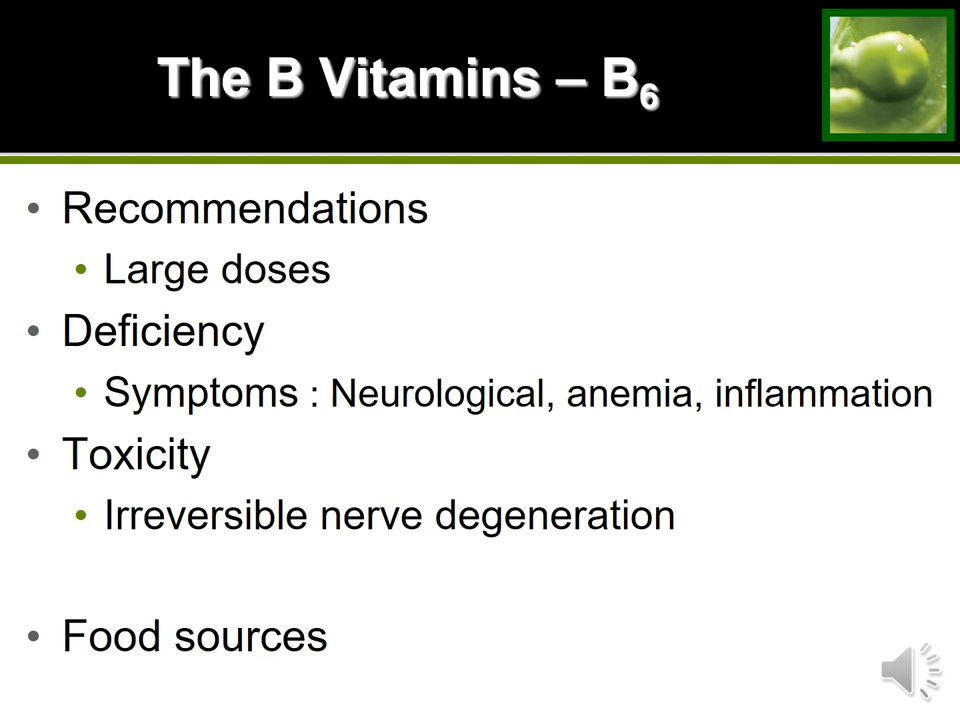 The B Vitamins – B6
• Recommendations
• Large doses
• Deficiency
• Symptoms : Neurological, anemia, inflammation
• Toxicity
• Irreversible nerve degeneration
• Food sources